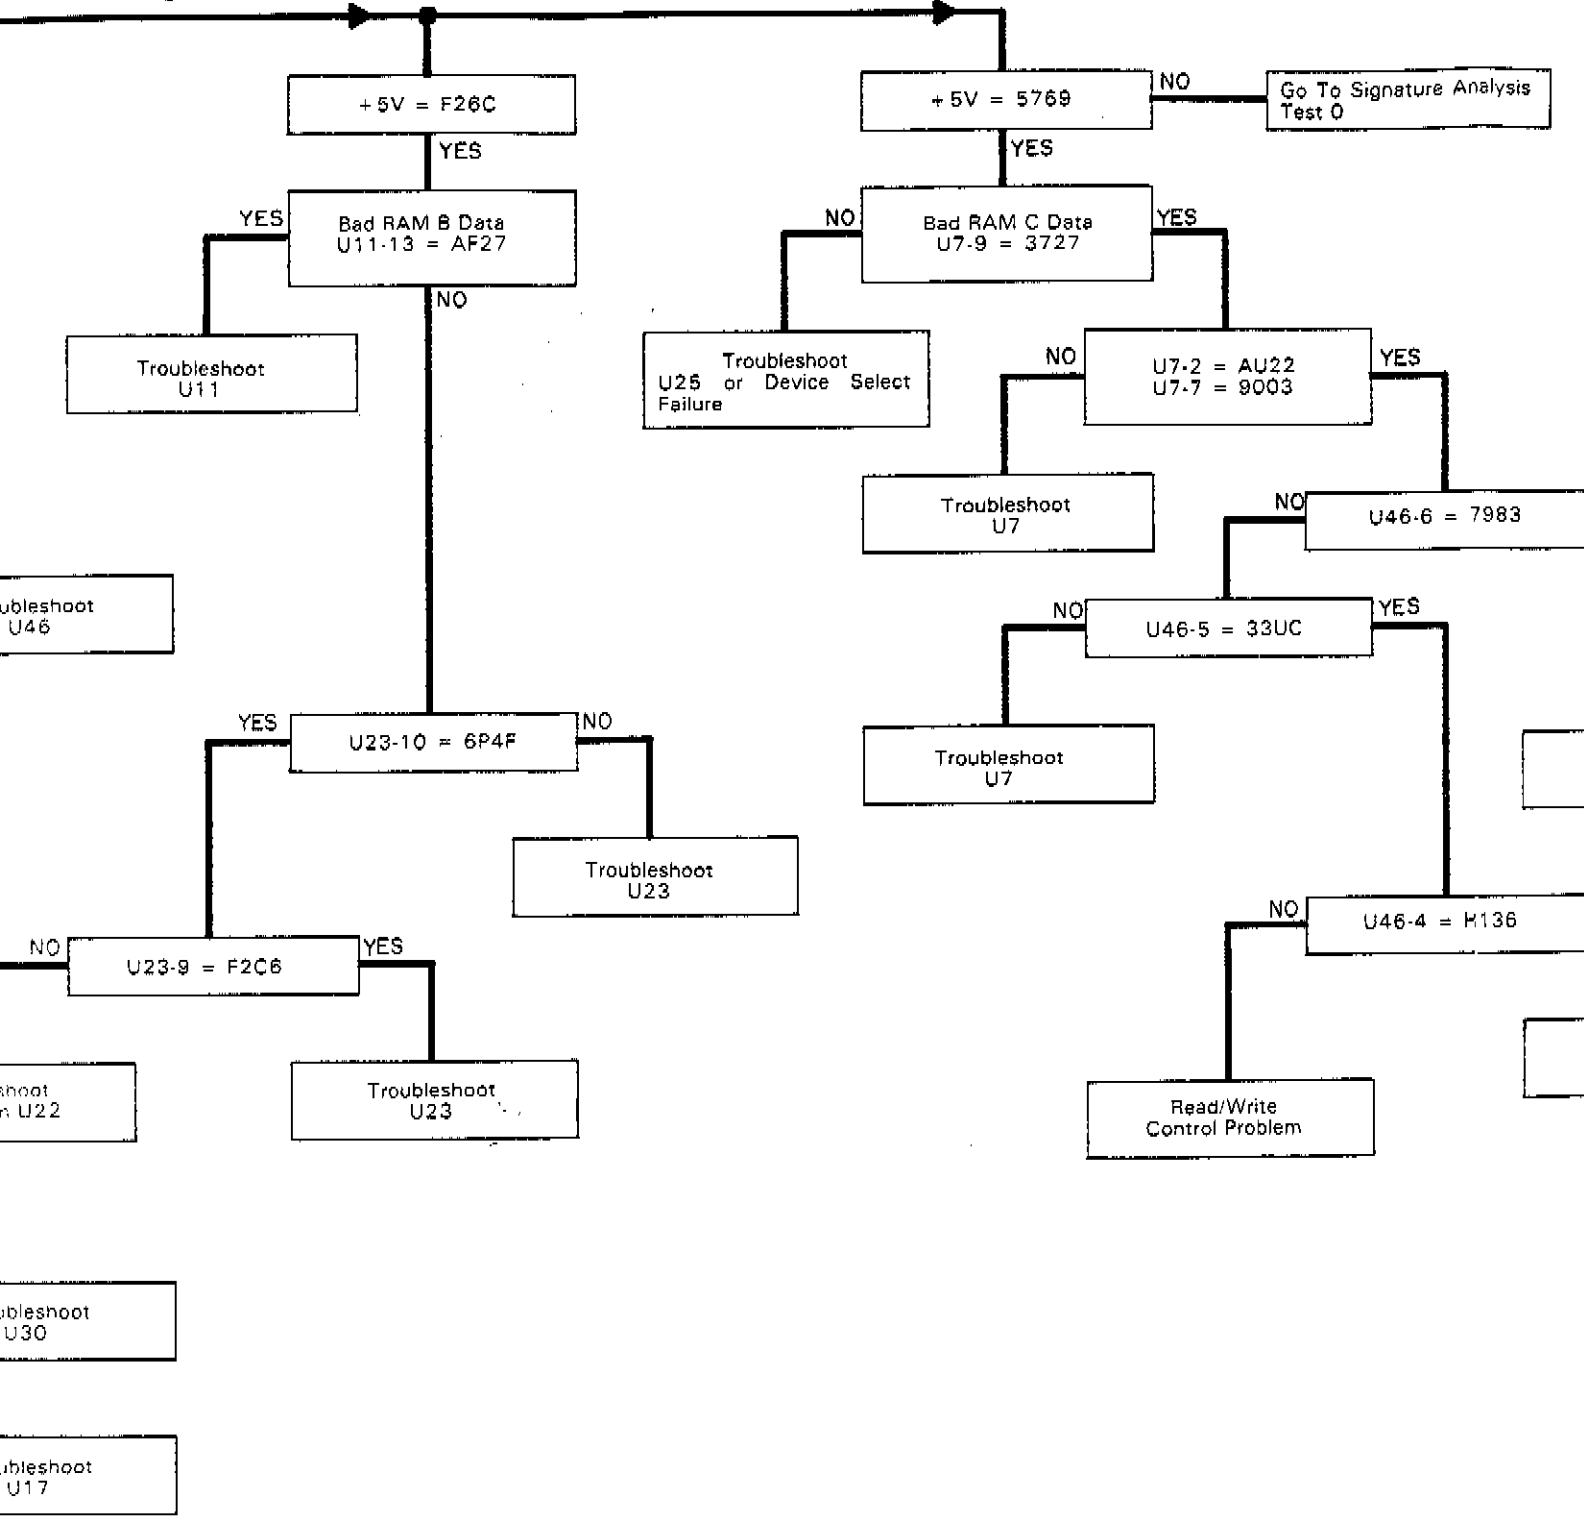 +5V = F26C
YES
YES
Bad RAM B Data
U11-13 = AF27
NO
Troubleshoot
U11
+5V = 5769
NO
Go To Signature Analysis
Test 0
YES
NO
Bad RAM C Data
U7-9 = 3727
YES
Troubleshoot
U25 or Device Select
Failure
NO
U7-2 = AU22
U7-7 = 9003
YES
Troubleshoot
U7
NO
U46-6 = 7983
U46
NO
U46-5 = 33UC
YES
Troubleshoot
U7
YES
U23-10 = 6P4F
NO
Troubleshoot
U23
NO
U46-4 = H136
NO
U23-9 = F2C6
YES
U22
Troubleshoot
U23
Read/Write
Control Problem
U30
U17